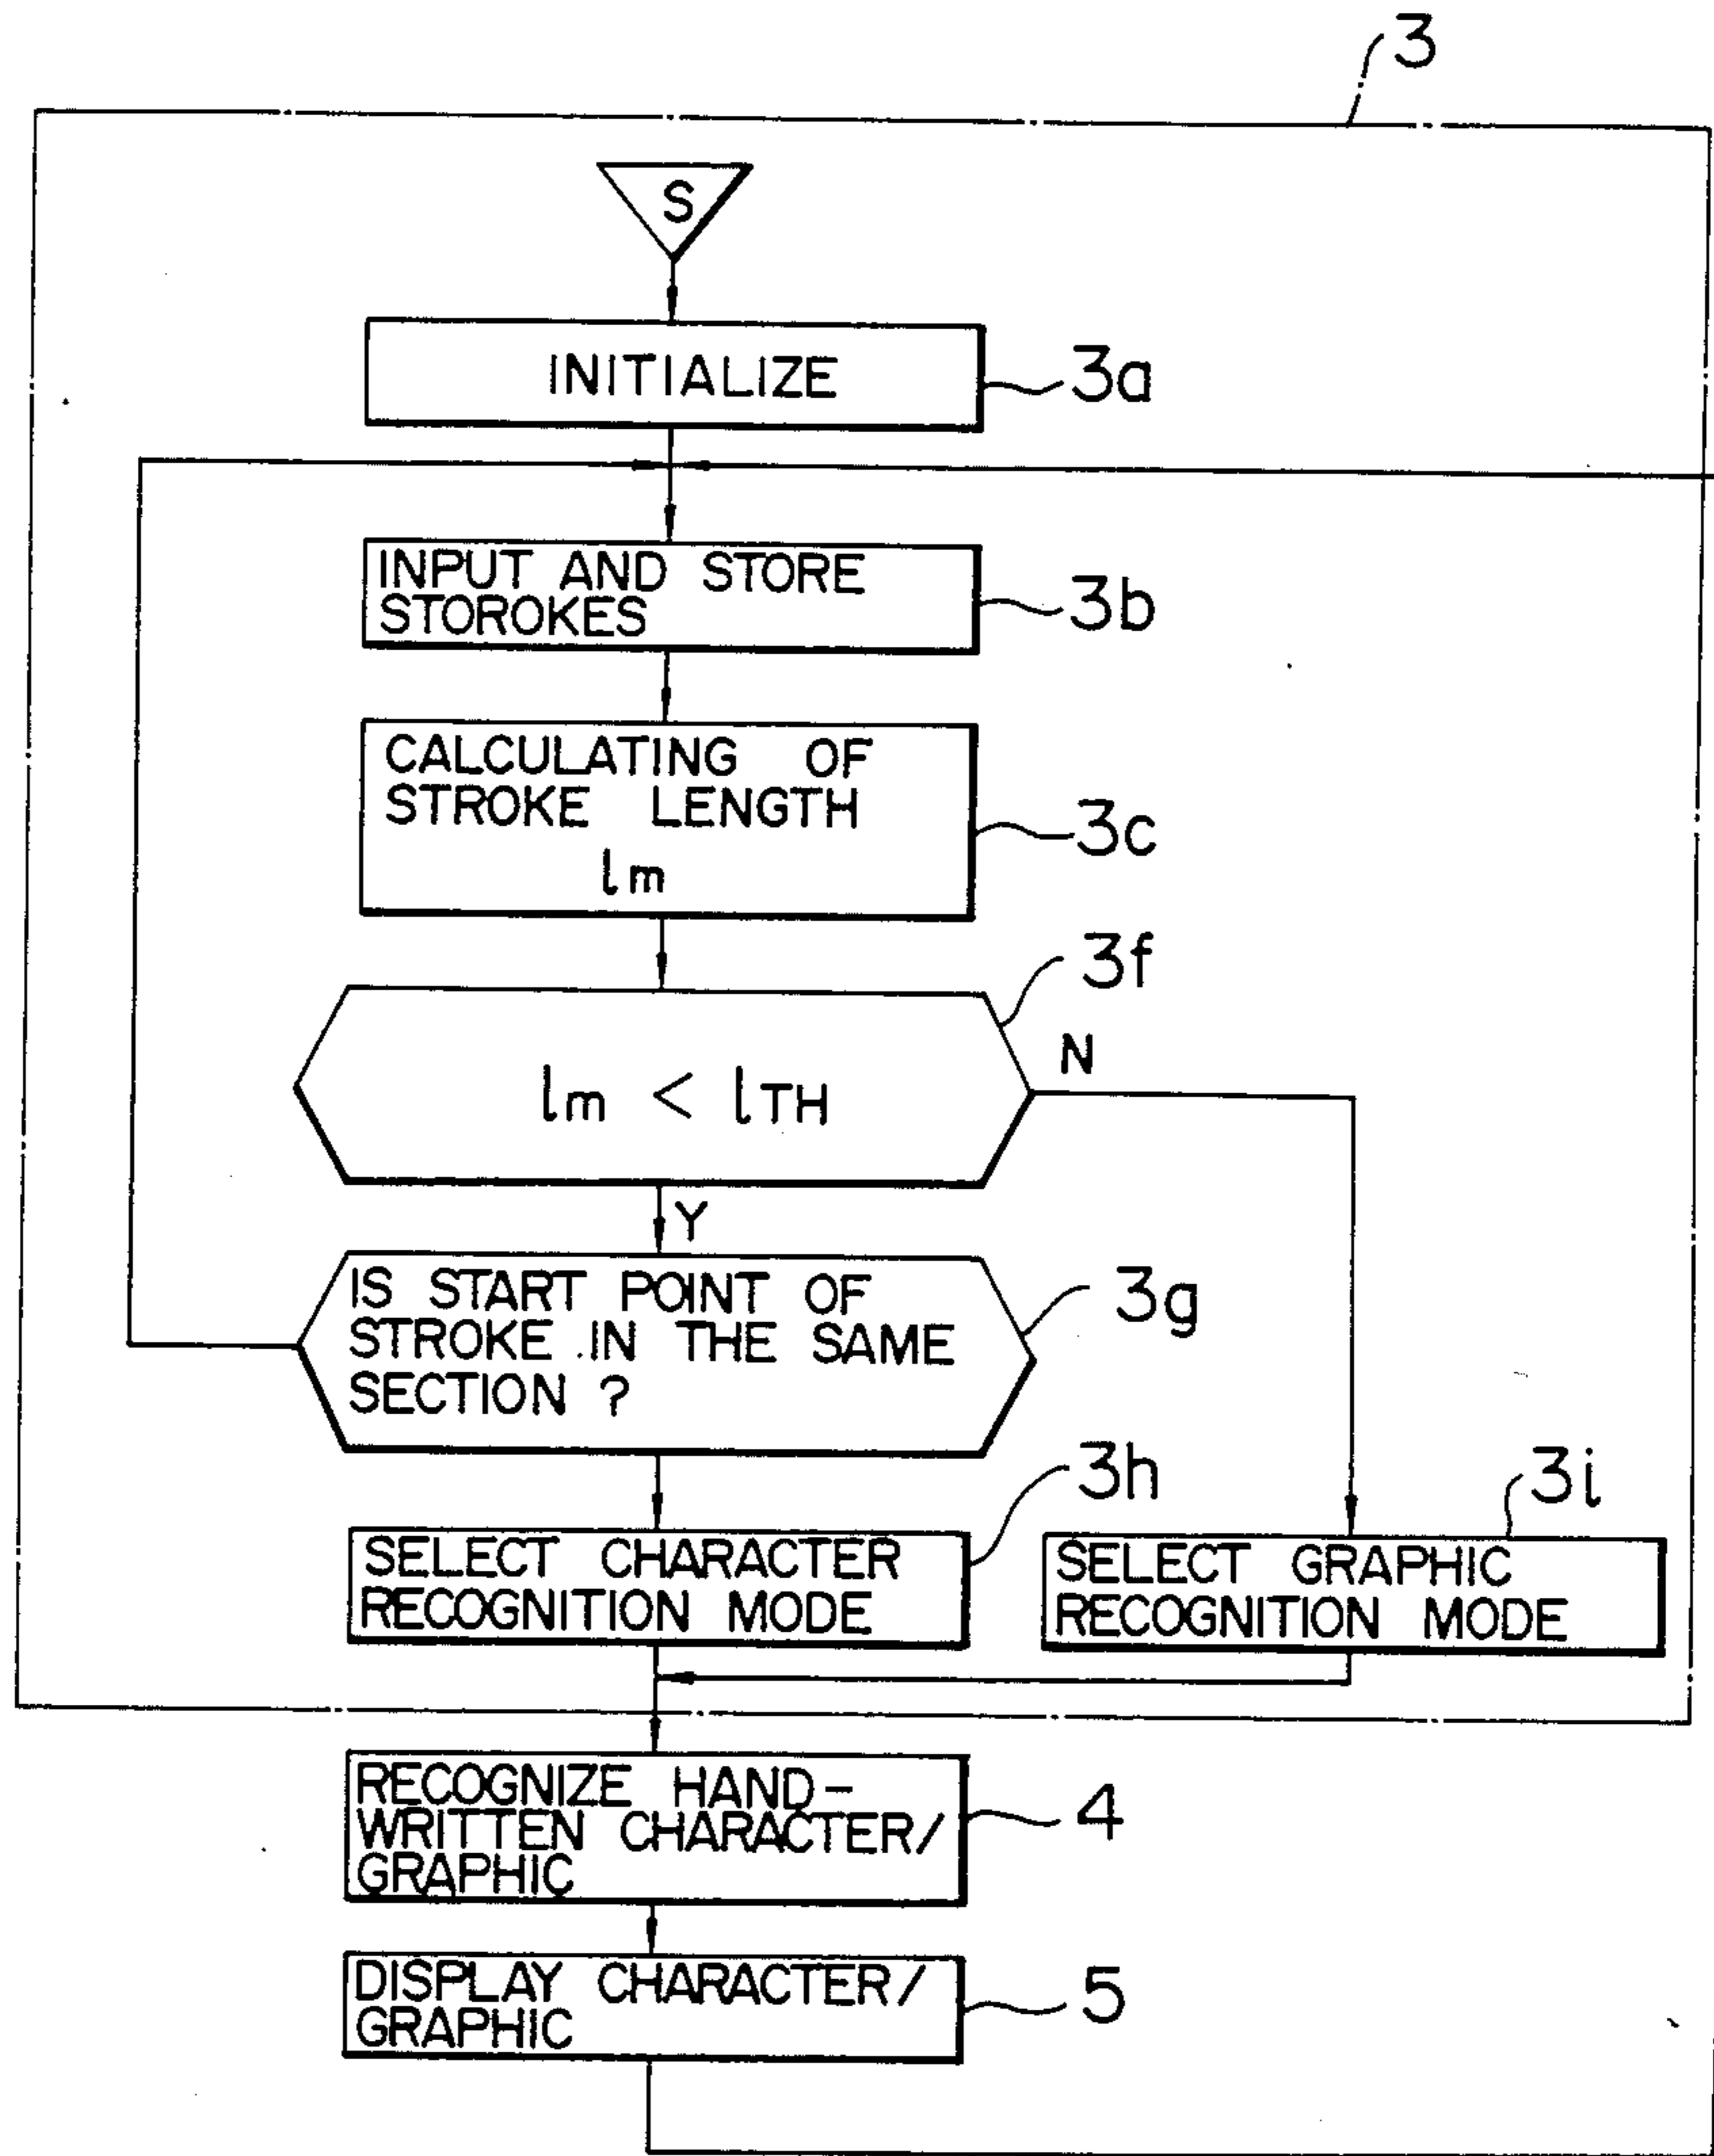 3
S
INITIALIZE
3a
INPUT AND STORE
STOROKES
3b
CALCULATING OF
STROKE LENGTH
lm
3c
3f
lm < lTH
N
Y
IS START POINT OF
STROKE IN THE SAME
SECTION ?
3g
3h
SELECT CHARACTER
RECOGNITION MODE
3i
SELECT GRAPHIC
RECOGNITION MODE
RECOGNIZE HAND-
WRITTEN CHARACTER/
GRAPHIC
4
DISPLAY CHARACTER/
GRAPHIC
5